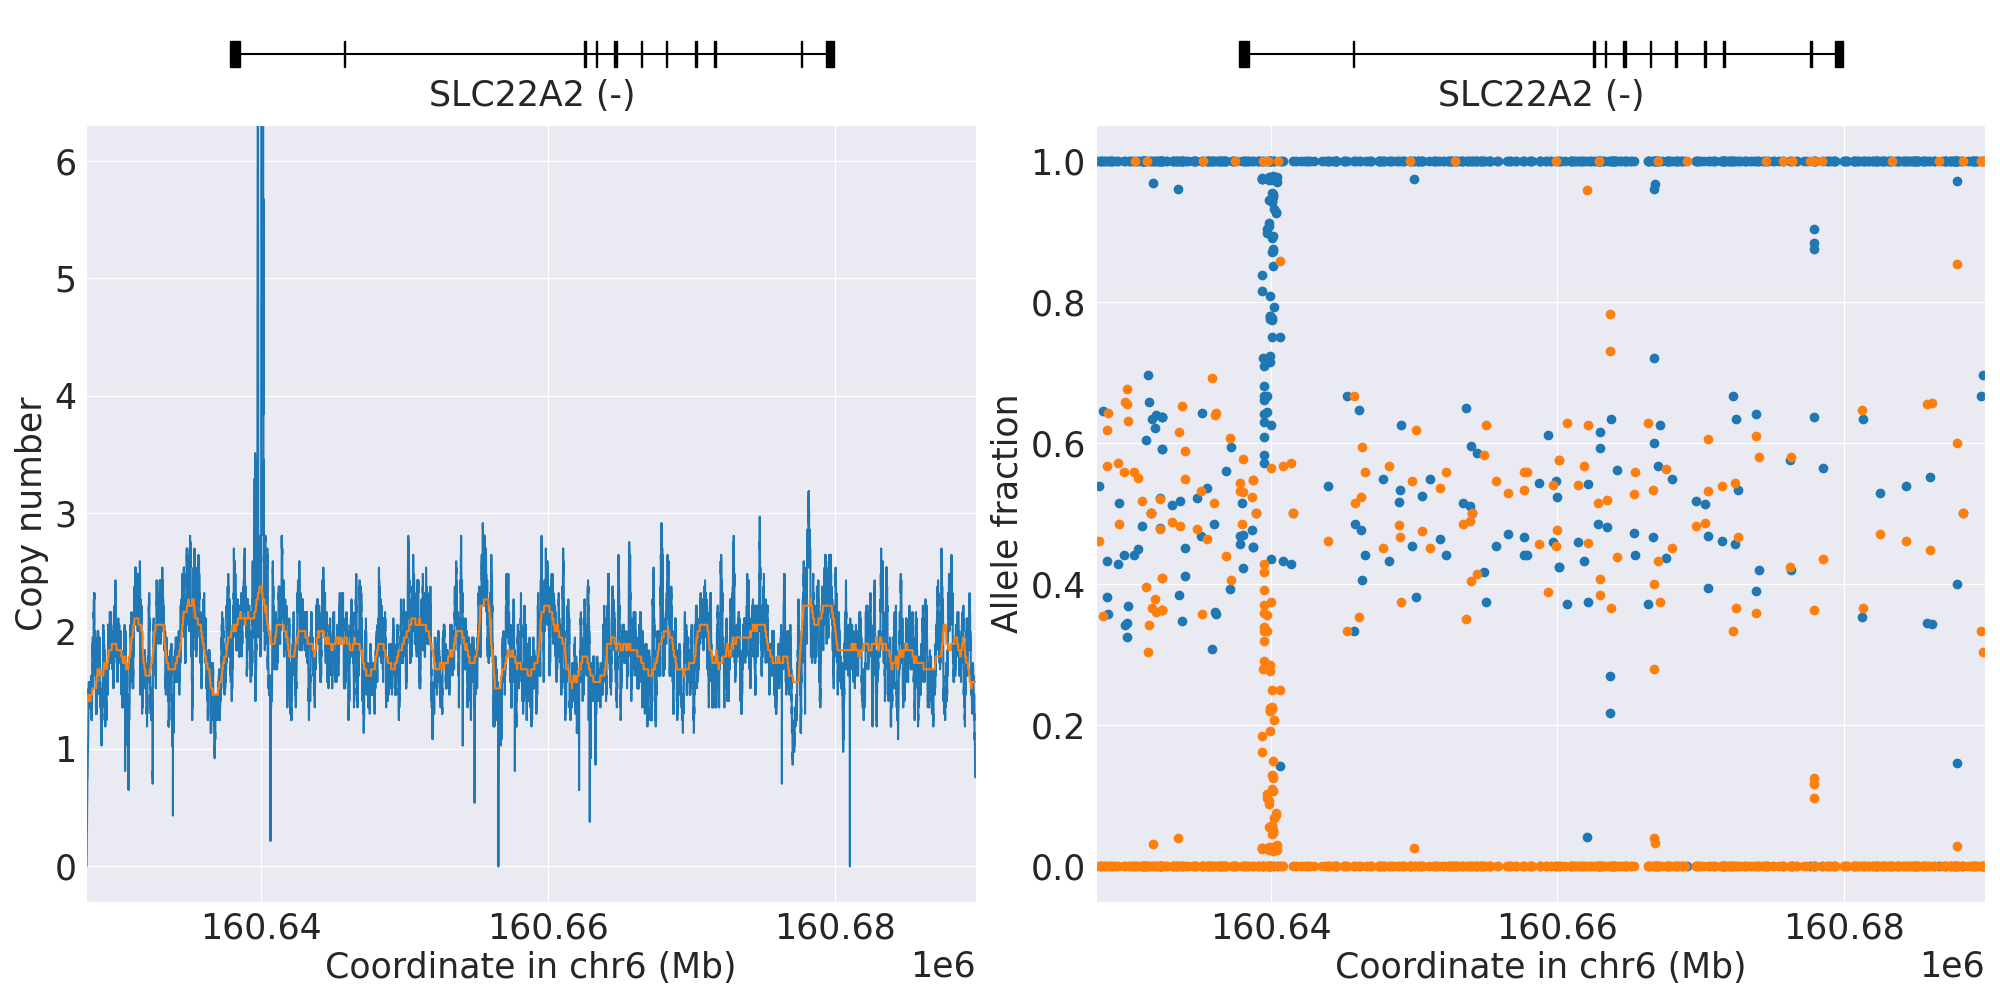 SLC22A2 (-)
6
5
4
3
2
1
0
Copy number
160.64
160.66
160.68
Coordinate in chr6 (Mb)
1e6
SLC22A2 (-)
1.0
0.8
0.6
0.4
0.2
0.0
Allele fraction
160.64
160.66
160.68
Coordinate in chr6 (Mb)
1e6